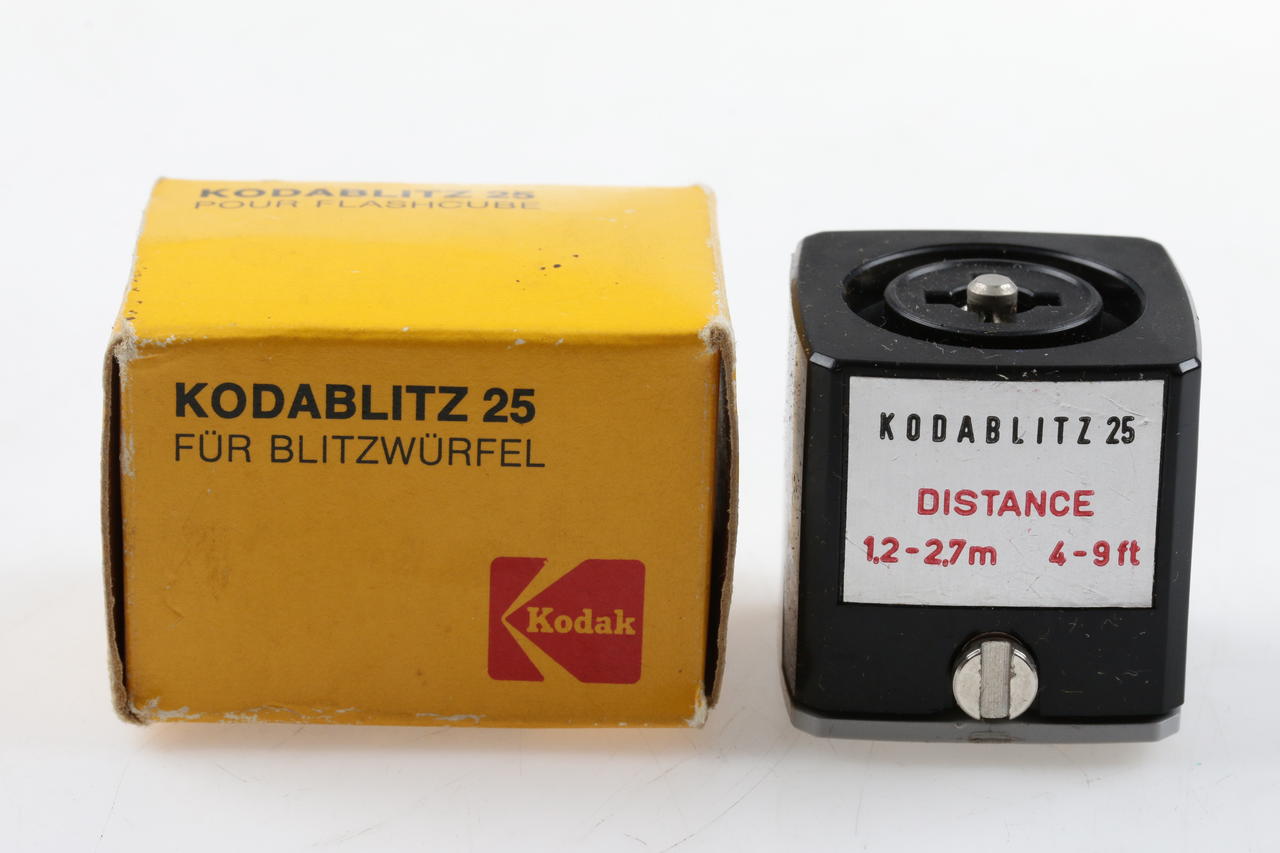 KODABLITZ 25
POUR FLASHCUBE
KODABLITZ 25
FÜR BLITZWÜRFEL
Kodak
KODABLITZ 25
DISTANCE
1,2-2,7m 4-9ft